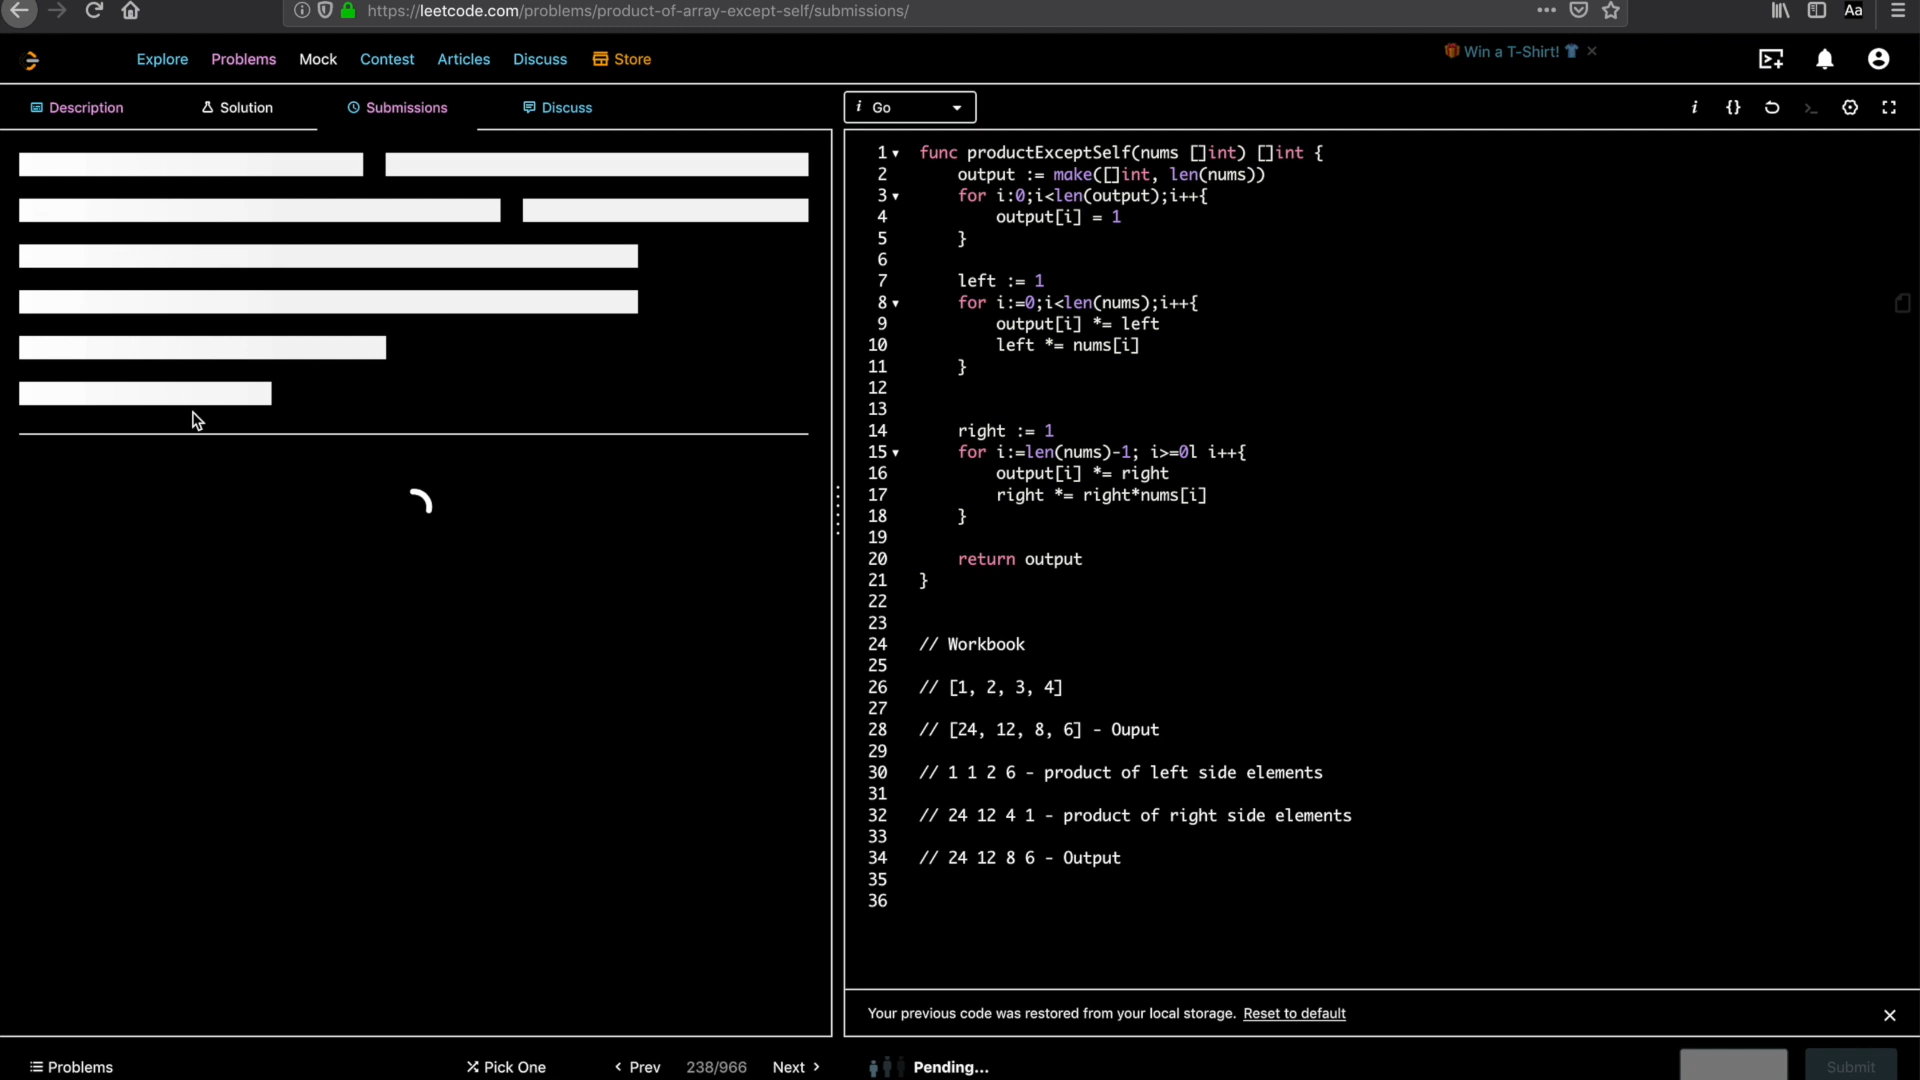 https://leetcode.com/problems/product-of-array-except-self/submissions/
Aa
Explore
Problems
Mock
Contest
Articles
Discuss
Store
Win a T-Shirt!
Description
Solution
Submissions
Discuss
i Go
i {} >_
1 func productExceptSelf(nums []int) []int {
2 output := make([]int, len(nums))
3 for i:0;i<len(output);i++{
4 output[i] = 1
5 }
6
7 left := 1
8 for i:=0;i<len(nums);i++{
9 output[i] *= left
10 left *= nums[i]
11 }
12
13
14 right := 1
15 for i:=len(nums)-1; i>=0l i++{
16 output[i] *= right
17 right *= right*nums[i]
18 }
19
20 return output
21 }
22
23
24 // Workbook
25
26 // [1, 2, 3, 4]
27
28 // [24, 12, 8, 6] - Ouput
29
30 // 1 1 2 6 - product of left side elements
31
32 // 24 12 4 1 - product of right side elements
33
34 // 24 12 8 6 - Output
35
36
Your previous code was restored from your local storage. Reset to default
Problems
Pick One
< Prev
238/966
Next >
Pending...
Submit